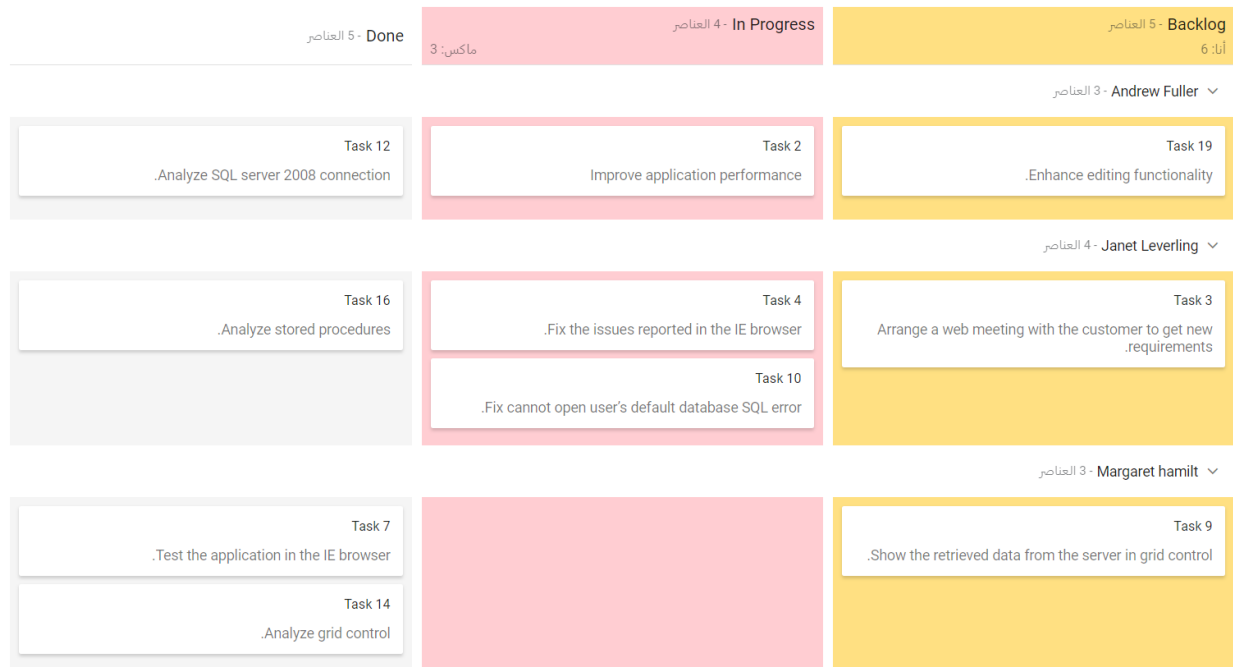 Backlog - 5 العناصر
أنا: 6
In Progress - 4 العناصر
ماكس: 3
Done - 5 العناصر
Andrew Fuller - 3 العناصر
Task 19
Enhance editing functionality.
Task 2
Improve application performance
Task 12
Analyze SQL server 2008 connection.
Janet Leverling - 4 العناصر
Task 3
Arrange a web meeting with the customer to get new
requirements.
Task 4
Fix the issues reported in the IE browser.
Task 10
Fix cannot open user's default database SQL error.
Task 16
Analyze stored procedures.
Margaret hamilt - 3 العناصر
Task 9
Show the retrieved data from the server in grid control.
Task 7
Test the application in the IE browser.
Task 14
Analyze grid control.